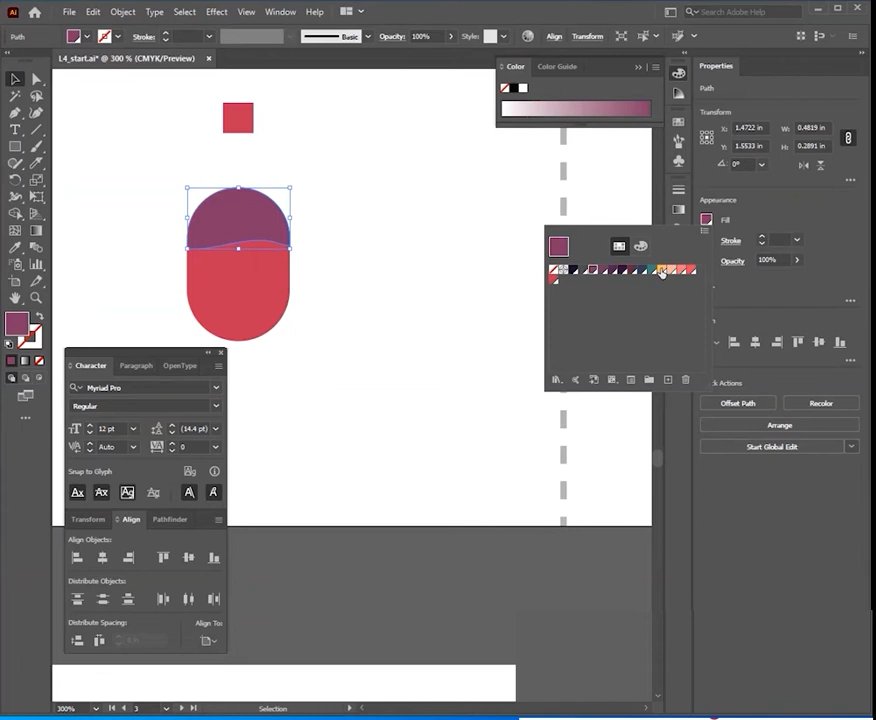 Ai File Edit Object Type Select Effect View Window Help Search Adobe Help
Path Stroke: Basic Opacity: 100% Style: Align Transform
L4_start.ai* @ 300 % (CMYK/Preview) ×
Color Color Guide
Properties
Path
Transform
X: 1.4722 in W: 0.4819 in
Y: 1.5533 in H: 0.2891 in
0°
Appearance
Fill
Stroke
Opacity 100%
Offset Path Recolor
Arrange
Start Global Edit
Character Paragraph OpenType
Myriad Pro
Regular
12 pt (14.4 pt)
Auto 0
Snap to Glyph
Transform Align Pathfinder
Align Objects:
Distribute Objects:
Distribute Spacing: Align To:
300% 3 Selection